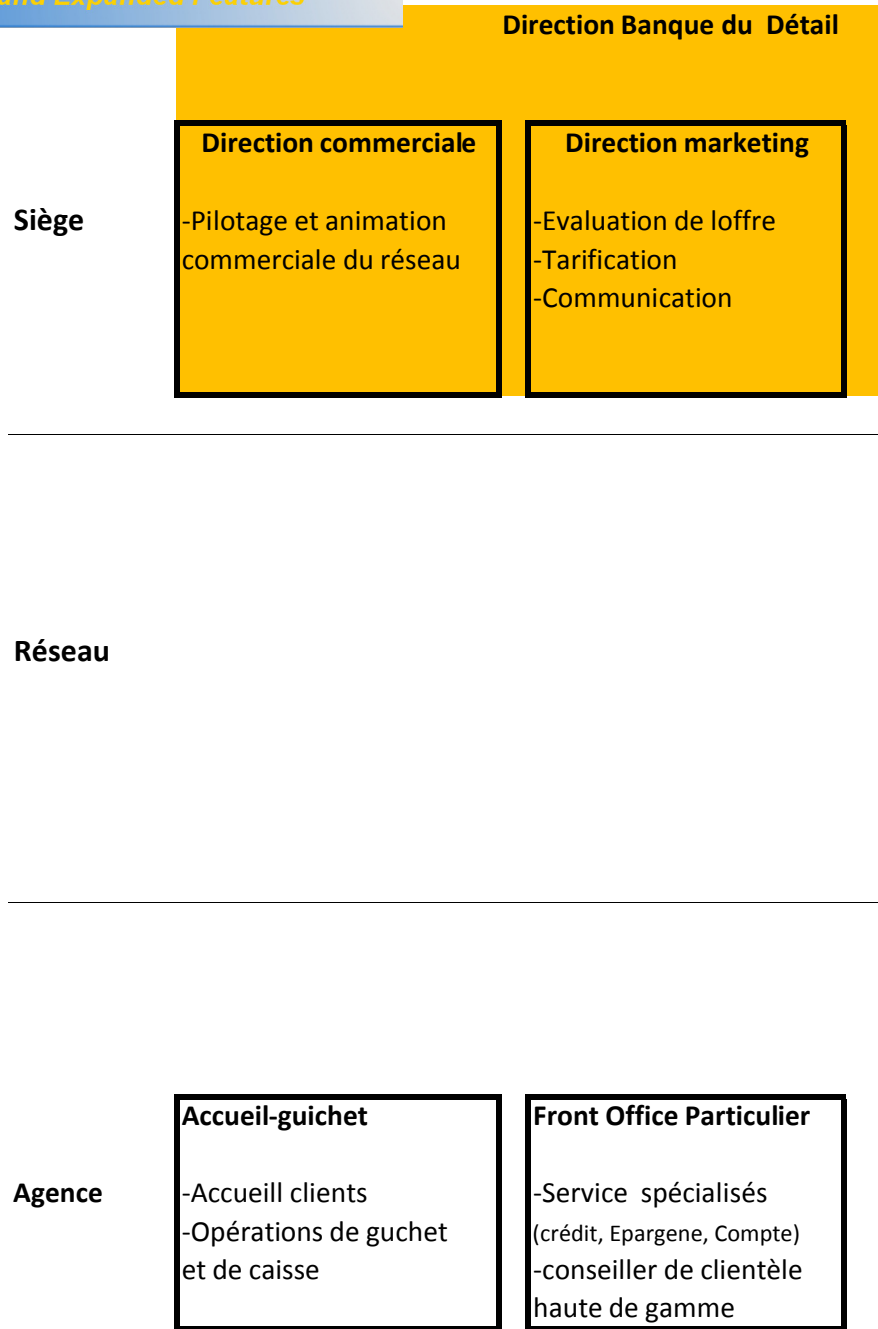 and Expanded Features
Direction Banque du Détail
Direction commerciale
Direction marketing
Siège
-Pilotage et animation
commerciale du réseau
-Evaluation de loffre
-Tarification
-Communication
Réseau
Accueil-guichet
Front Office Particulier
Agence
-Accueill clients
-Opérations de guchet
et de caisse
-Service spécialisés
(crédit, Epargene, Compte)
-conseiller de clientèle
haute de gamme